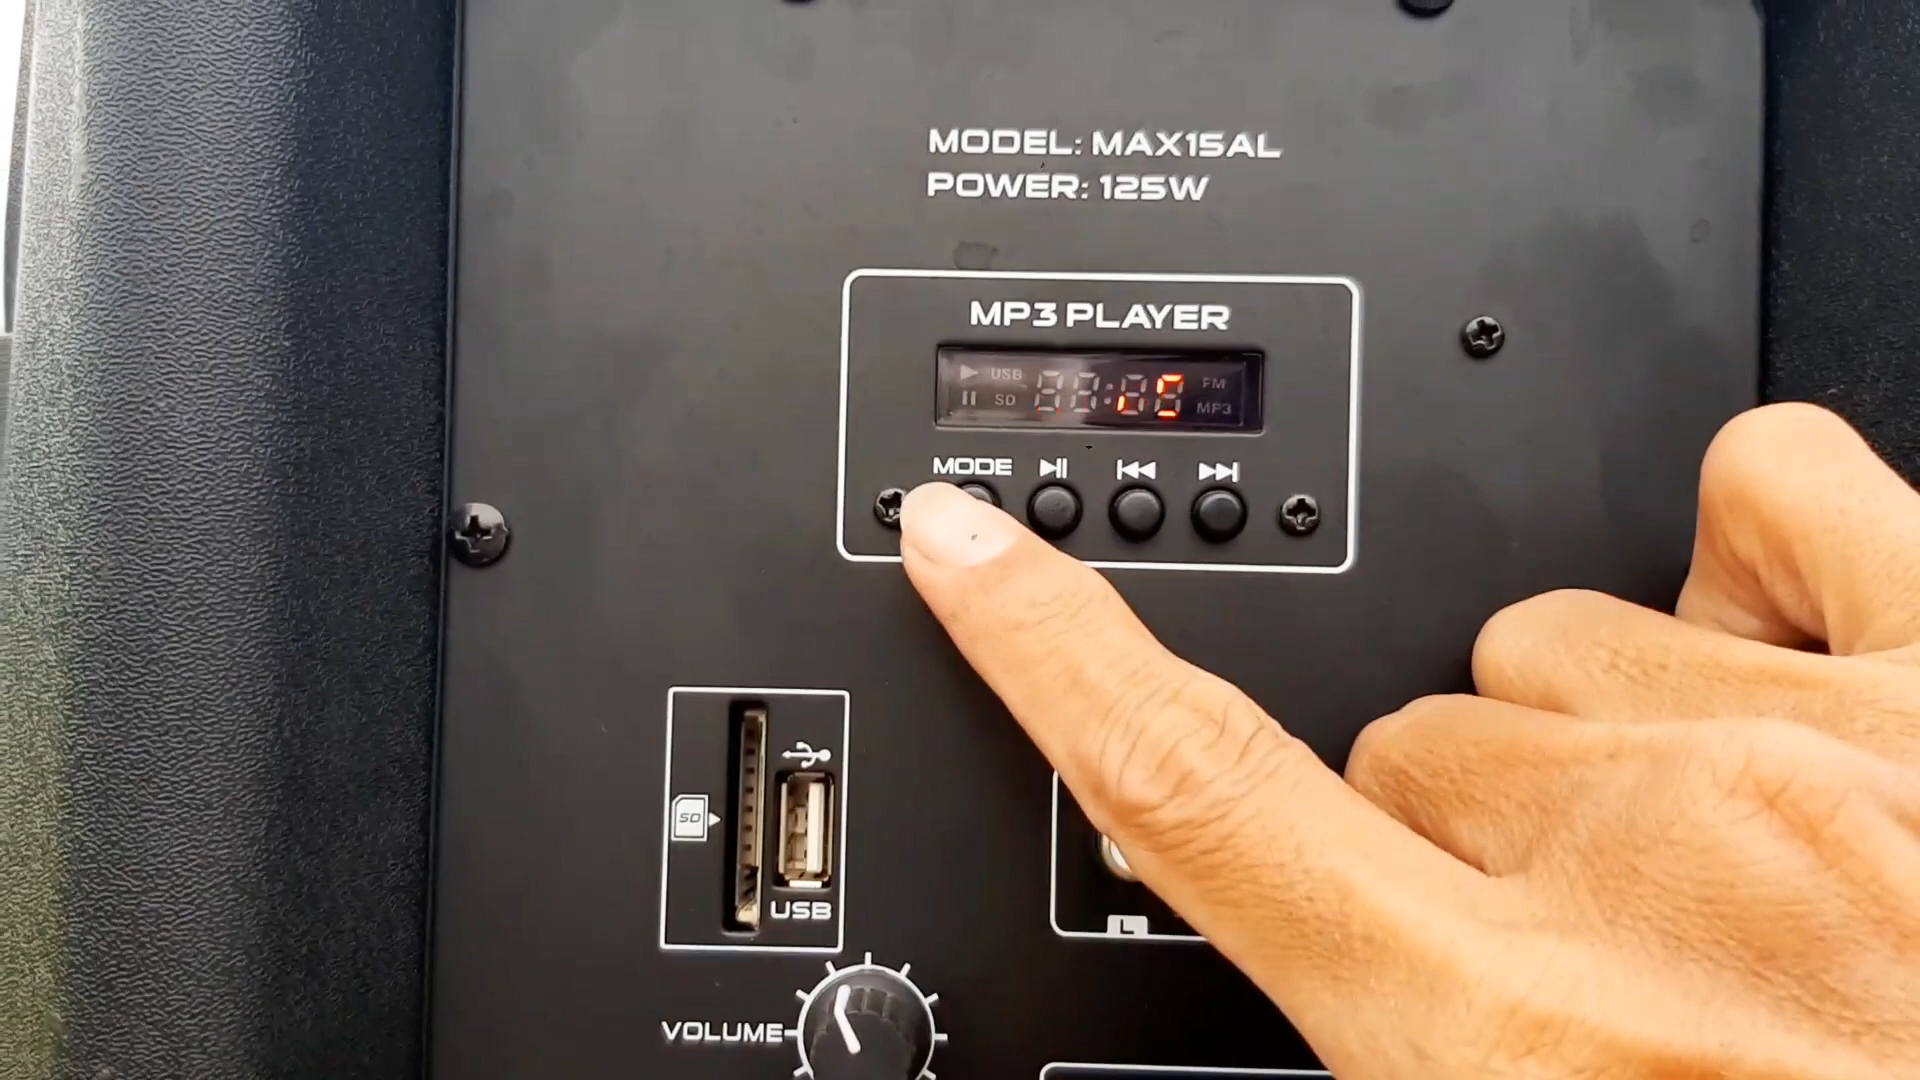 MODEL: MAX15AL
POWER: 125W
MP3 PLAYER
USB FM
SD MP3
MODE
SD
USB
L
VOLUME